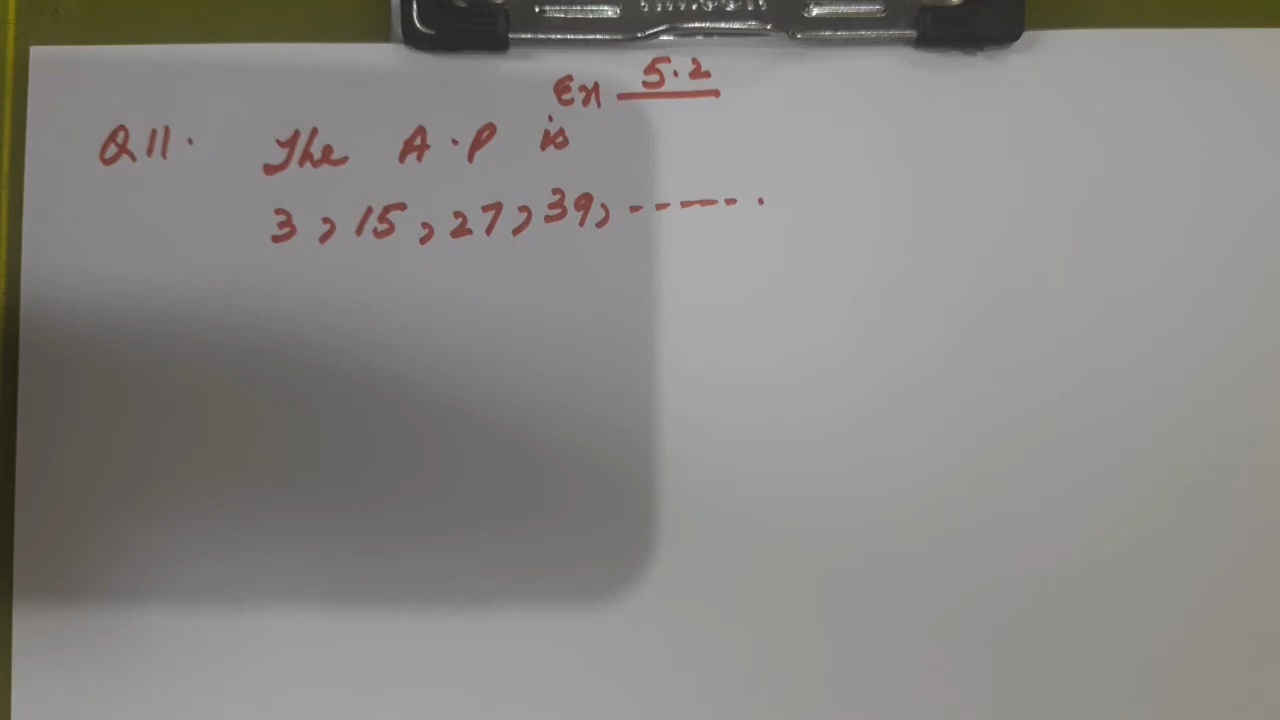 Ex 5.2
Q11. The A.P is
3, 15, 27, 39, -------.